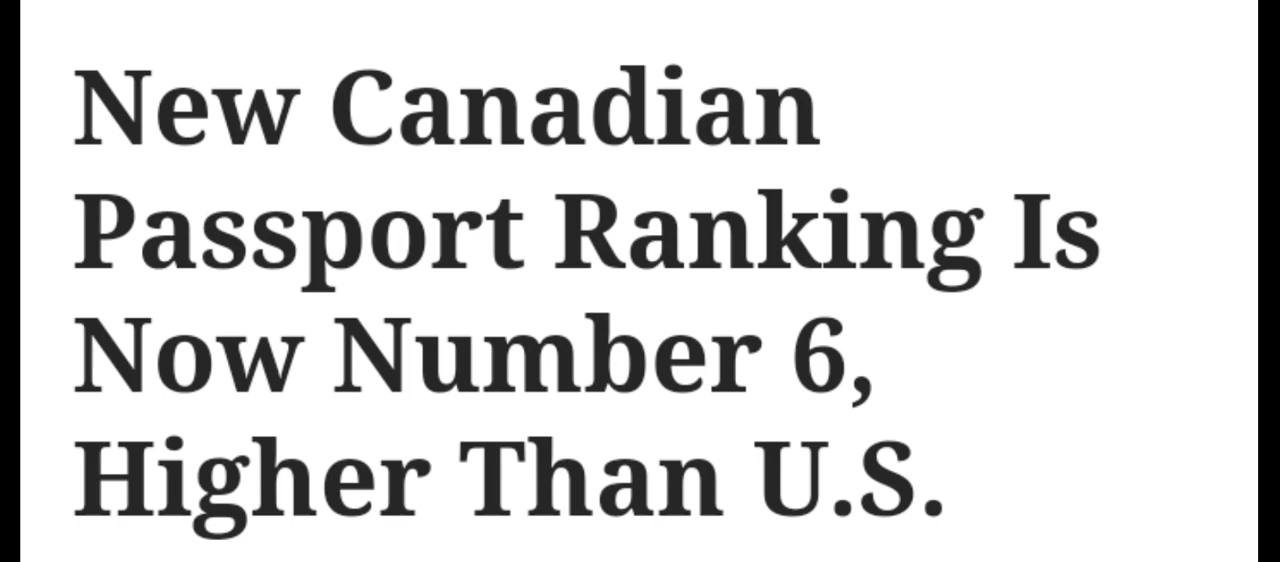 New Canadian
Passport Ranking Is
Now Number 6,
Higher Than U.S.